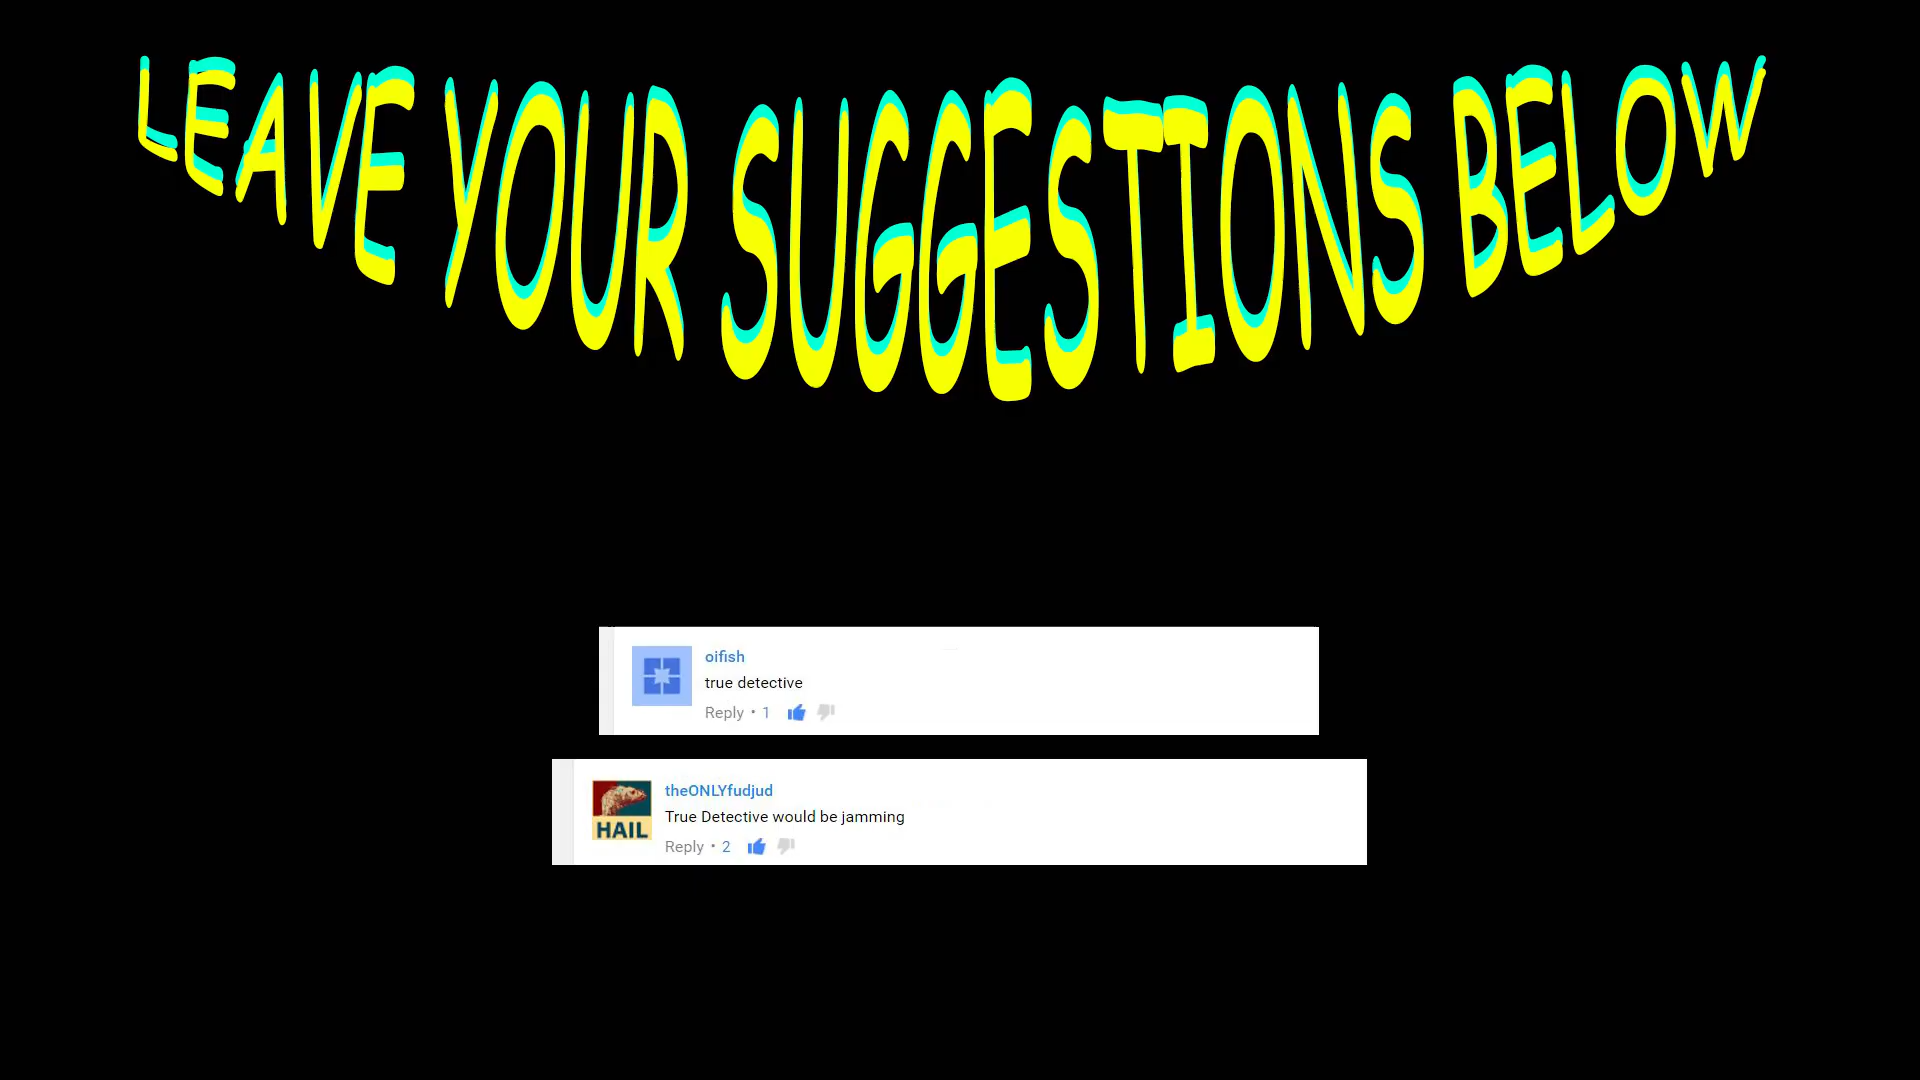 LEAVE YOUR SUGGESTIONS BELOW
oifish
true detective
Reply • 1
HAIL
theONLYfudjud
True Detective would be jamming
Reply • 2